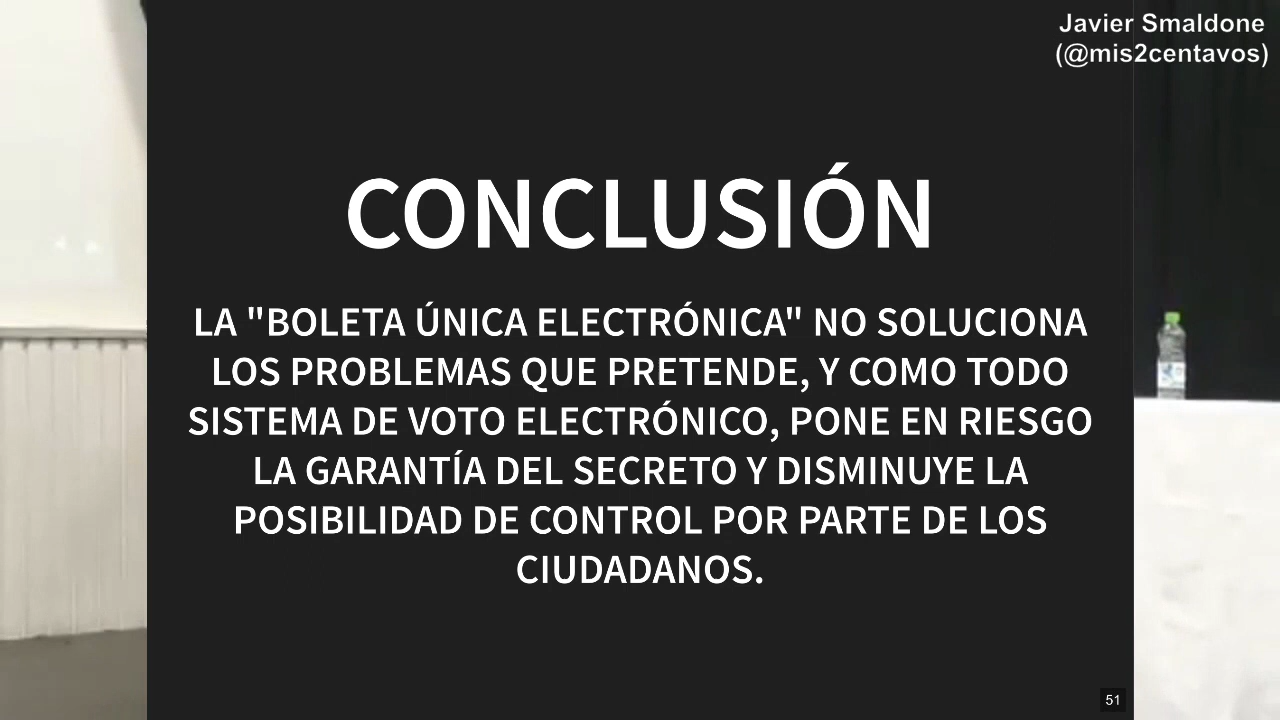 Javier Smaldone
(@mis2centavos)
CONCLUSIÓN
LA "BOLETA ÚNICA ELECTRÓNICA" NO SOLUCIONA
LOS PROBLEMAS QUE PRETENDE, Y COMO TODO
SISTEMA DE VOTO ELECTRÓNICO, PONE EN RIESGO
LA GARANTÍA DEL SECRETO Y DISMINUYE LA
POSIBILIDAD DE CONTROL POR PARTE DE LOS
CIUDADANOS.
51